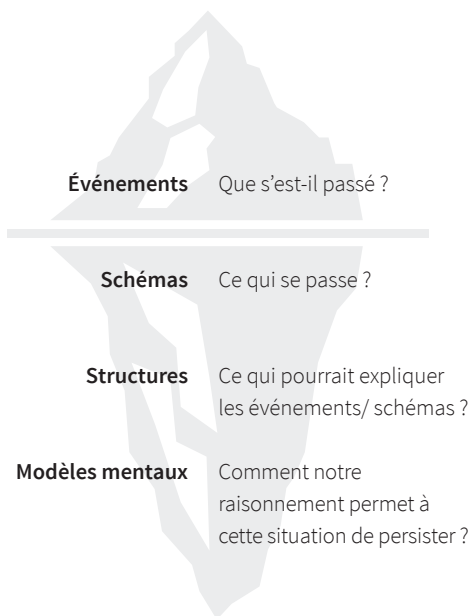 Événements Que s’est-il passé ?
Schémas Ce qui se passe ?
Structures Ce qui pourrait expliquer
les événements/ schémas ?
Modèles mentaux Comment notre
raisonnement permet à
cette situation de persister ?